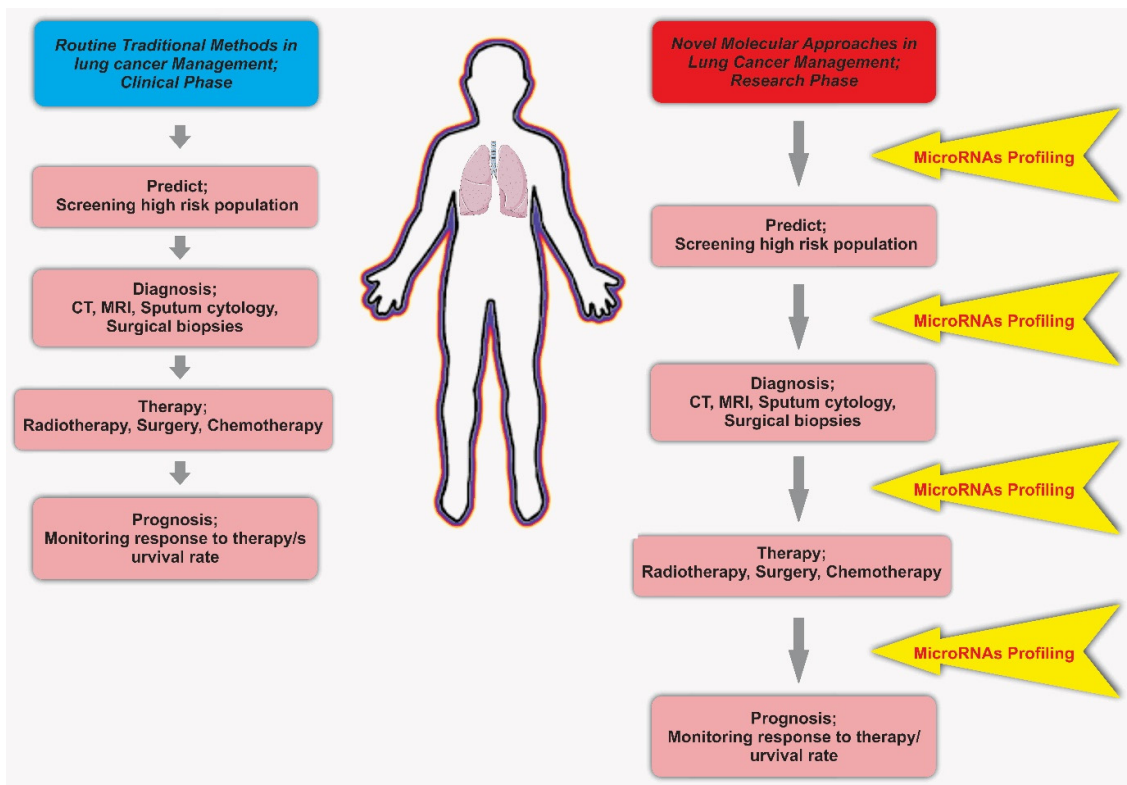 Routine Traditional Methods in
lung cancer Management;
Clinical Phase
Predict;
Screening high risk population
Diagnosis;
CT, MRI, Sputum cytology,
Surgical biopsies
Therapy;
Radiotherapy, Surgery, Chemotherapy
Prognosis;
Monitoring response to therapy/s
urvival rate
Novel Molecular Approaches in
Lung Cancer Management;
Research Phase
MicroRNAs Profiling
Predict;
Screening high risk population
MicroRNAs Profiling
Diagnosis;
CT, MRI, Sputum cytology,
Surgical biopsies
MicroRNAs Profiling
Therapy;
Radiotherapy, Surgery, Chemotherapy
MicroRNAs Profiling
Prognosis;
Monitoring response to therapy/
urvival rate